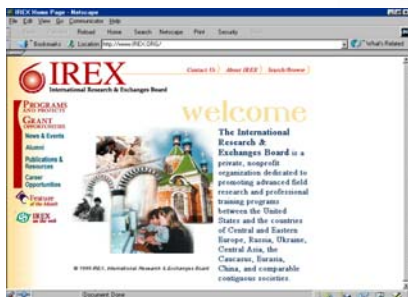 IREX Home Page - Netscape
File Edit View Go Communicator Help
Reload Home Search Netscape Print Security
Bookmarks Location http://www.IREX.ORG/ What's Related
IREX
International Research & Exchanges Board
Contact Us | About IREX | Search/Browse
PROGRAMS
AND PROJECTS
GRANT
OPPORTUNITIES
News & Events
Alumni
Publications &
Resources
Career
Opportunities
Feature
of the Month
IREX
on the web
welcome
The International
Research &
Exchanges Board is a
private, nonprofit
organization dedicated to
promoting advanced field
research and professional
training programs
between the United
States and the countries
of Central and Eastern
Europe, Russia, Ukraine,
Central Asia, the
Caucasus, Eurasia,
China, and comparable
contiguous societies.
© 1999 IREX, International Research & Exchanges Board
Document Done